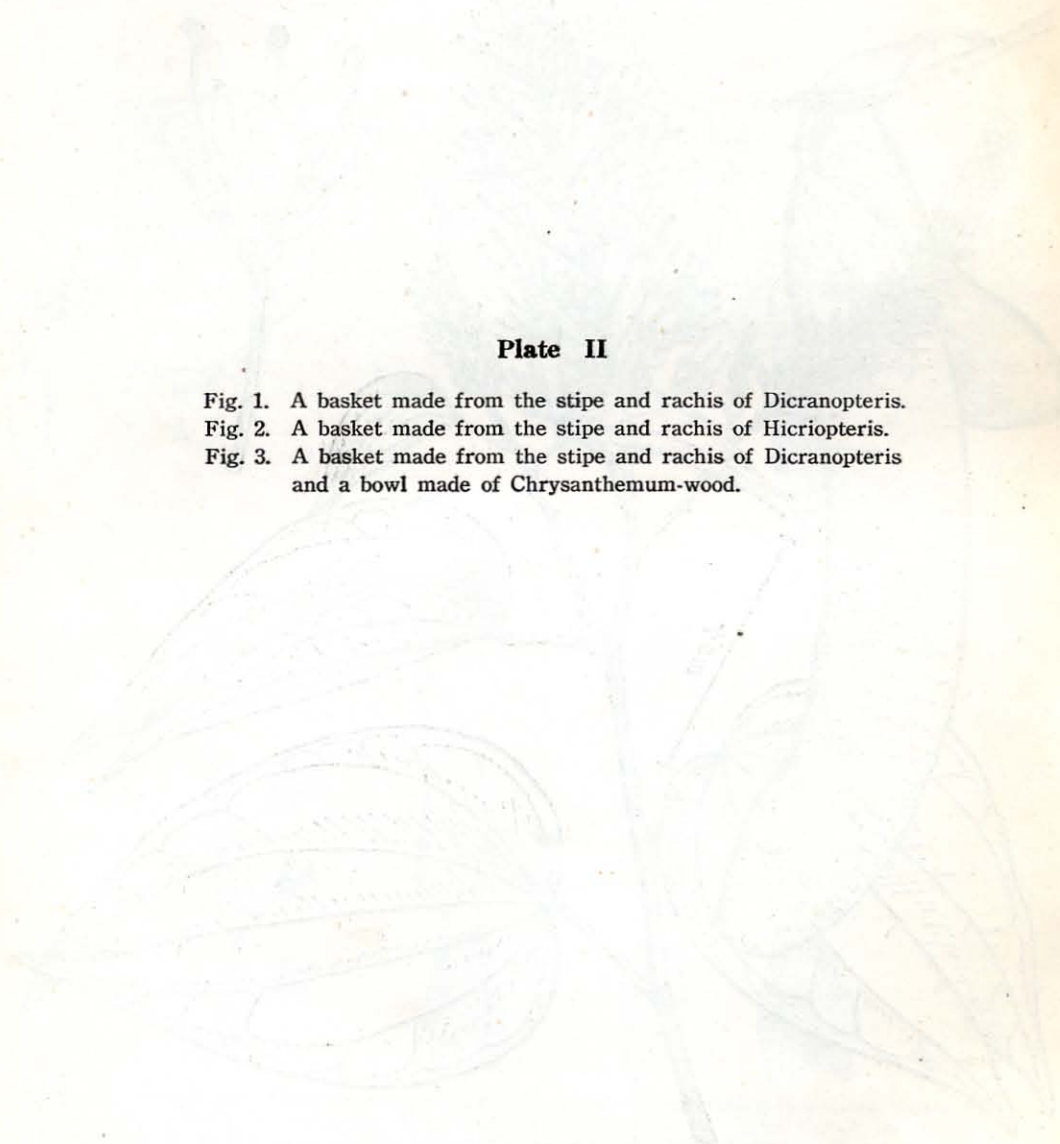 Plate II
Fig. 1. A basket made from the stipe and rachis of Dicranopteris.
Fig. 2. A basket made from the stipe and rachis of Hicriopteris.
Fig. 3. A basket made from the stipe and rachis of Dicranopteris
and a bowl made of Chrysanthemum-wood.